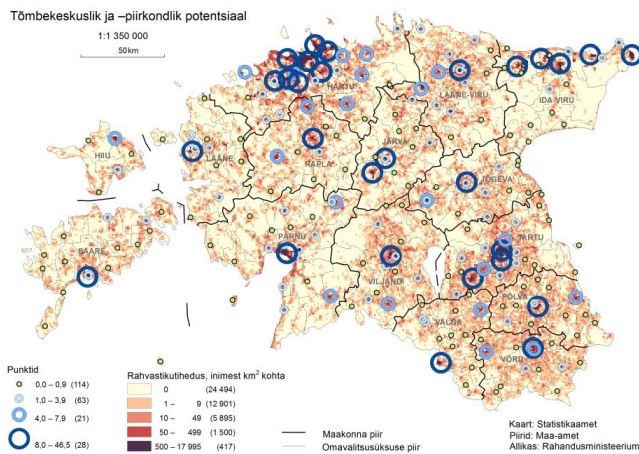 Tõmbekeskuslik ja –piirkondlik potentsiaal
1:1 350 000
50 km
HARJU
LÄÄNE-VIRU
IDA-VIRU
HIIU
LÄÄNE
RAPLA
JÄRVA
JÕGEVA
SAARE
PÄRNU
VILJANDI
TARTU
PÕLVA
VALGA
VÕRU
Punktid
0,0 – 0,9 (114)
1,0 – 3,9 (63)
4,0 – 7,9 (21)
8,0 – 46,5 (28)
Rahvastikutihedus, inimest km² kohta
0 (24 494)
1 – 9 (12 901)
10 – 49 (5 895)
50 – 499 (1 500)
500 – 17 995 (417)
Maakonna piir
Omavalitsusüksuse piir
Kaart: Statistikaamet
Piirid: Maa-amet
Allikas: Rahandusministeerium